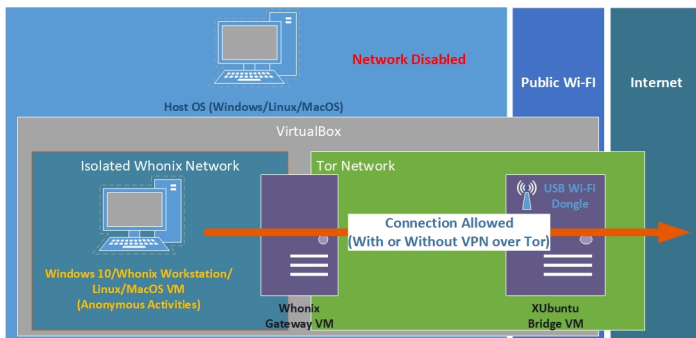 Network Disabled
Public Wi-FI
Internet
Host OS (Windows/Linux/MacOS)
VirtualBox
Isolated Whonix Network
Tor Network
USB Wi-Fi
Dongle
Connection Allowed
(With or Without VPN over Tor)
Windows 10/Whonix Workstation/
Linux/MacOS VM
(Anonymous Activities)
Whonix
Gateway VM
XUbuntu
Bridge VM